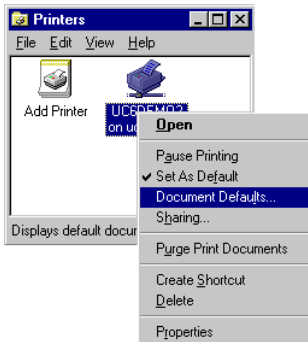 Printers
File Edit View Help
Add Printer
on
Open
Pause Printing
Set As Default
Document Defaults...
Sharing...
Displays default
Purge Print Documents
Create Shortcut
Delete
Properties